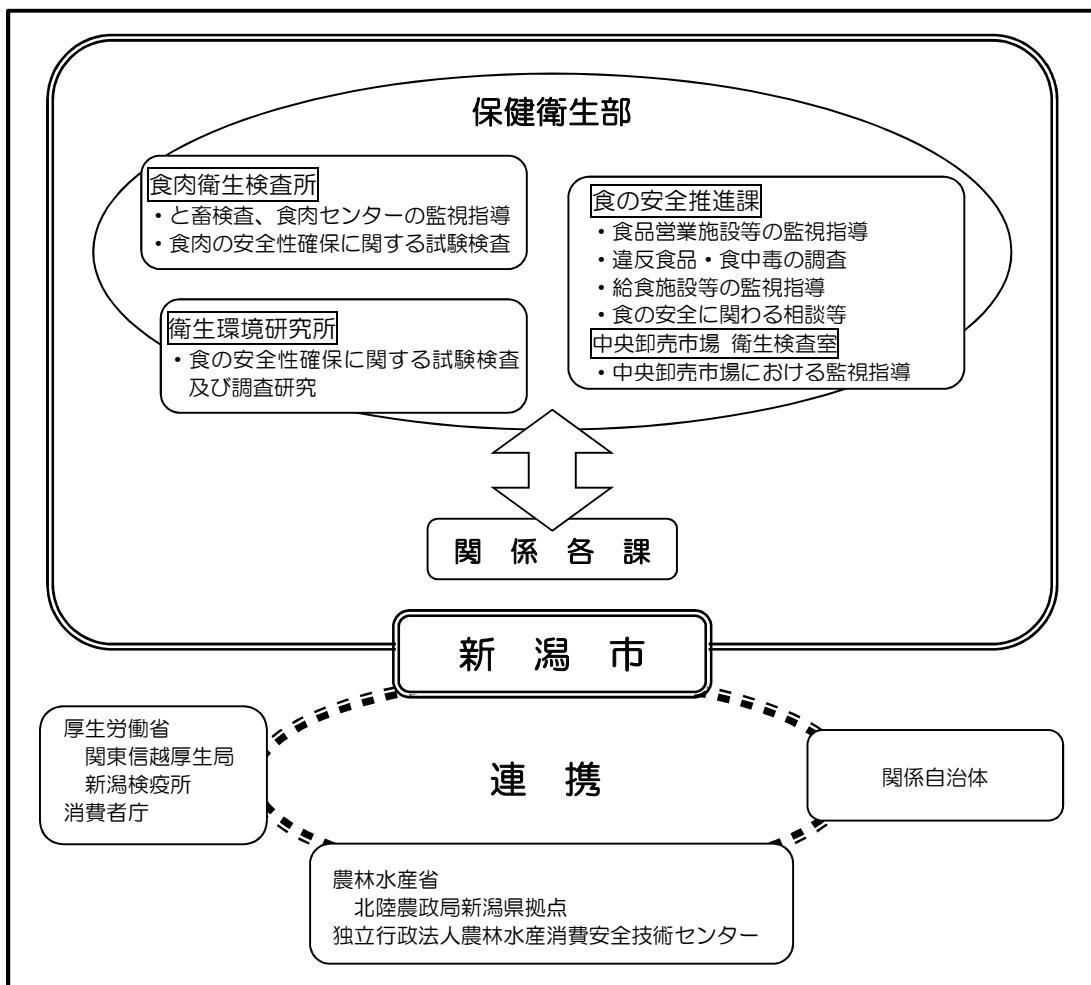 保健衛生部
食肉衛生検査所
・と畜検査、食肉センターの監視指導
・食肉の安全性確保に関する試験検査
衛生環境研究所
・食の安全性確保に関する試験検査
及び調査研究
食の安全推進課
・食品営業施設等の監視指導
・違反食品・食中毒の調査
・給食施設等の監視指導
・食の安全に関わる相談等
中央卸売市場 衛生検査室
・中央卸売市場における監視指導
関 係 各 課
新 潟 市
厚生労働省
関東信越厚生局
新潟検疫所
消費者庁
連 携
関係自治体
農林水産省
北陸農政局新潟県拠点
独立行政法人農林水産消費安全技術センター